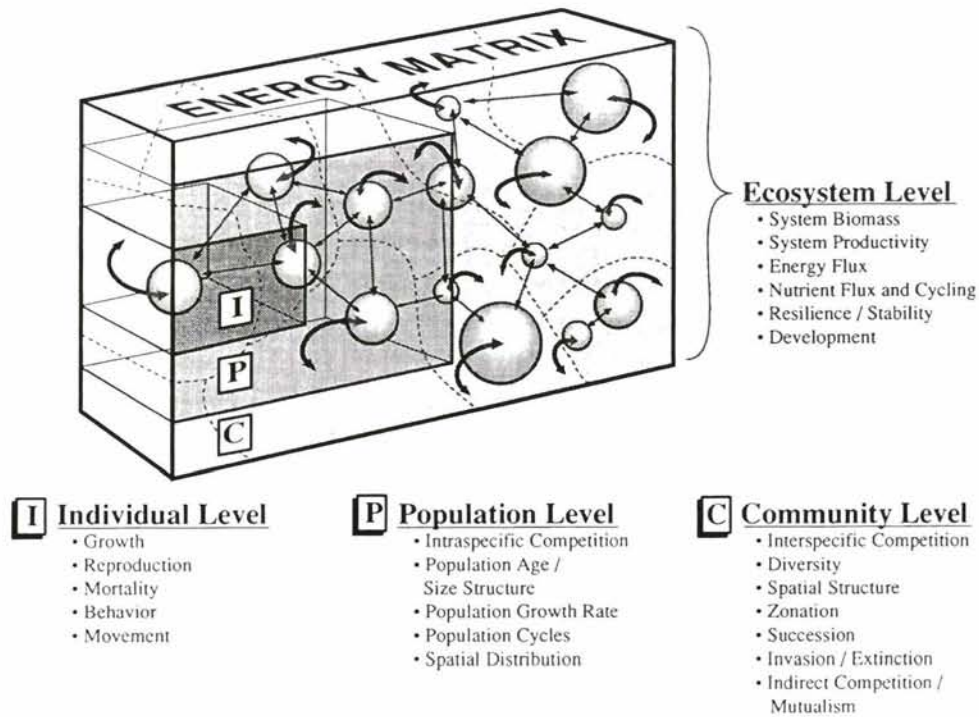 ENERGY MATRIX
I
P
C
Ecosystem Level
• System Biomass
• System Productivity
• Energy Flux
• Nutrient Flux and Cycling
• Resilience / Stability
• Development
I Individual Level
• Growth
• Reproduction
• Mortality
• Behavior
• Movement
P Population Level
• Intraspecific Competition
• Population Age /
Size Structure
• Population Growth Rate
• Population Cycles
• Spatial Distribution
C Community Level
• Interspecific Competition
• Diversity
• Spatial Structure
• Zonation
• Succession
• Invasion / Extinction
• Indirect Competition /
Mutualism